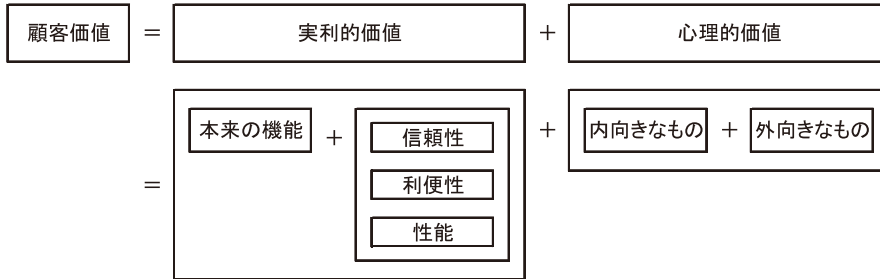 顧客価値 = 実利的価値 + 心理的価値
= 本来の機能 + 信頼性 + 内向きなもの + 外向きなもの
利便性
性能